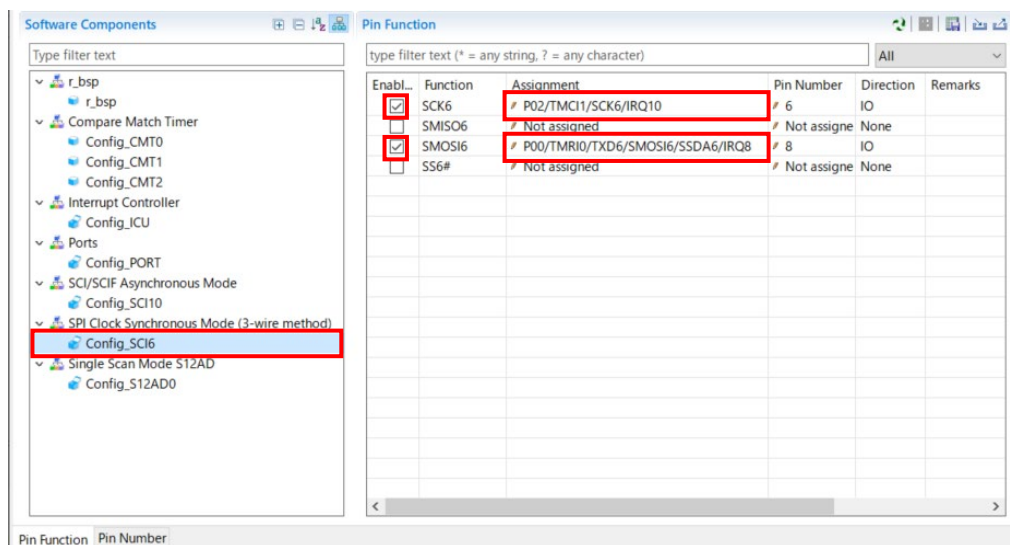 Software Components
Type filter text
r_bsp
r_bsp
Compare Match Timer
Config_CMT0
Config_CMT1
Config_CMT2
Interrupt Controller
Config_ICU
Ports
Config_PORT
SCI/SCIF Asynchronous Mode
Config_SCI10
SPI Clock Synchronous Mode (3-wire method)
Config_SCI6
Single Scan Mode S12AD
Config_S12AD0
Pin Function
type filter text (* = any string, ? = any character) All
Enabl... Function Assignment Pin Number Direction Remarks
SCK6 P02/TMCI1/SCK6/IRQ10 6 IO
SMISO6 Not assigned Not assigne None
SMOSI6 P00/TMRI0/TXD6/SMOSI6/SSDA6/IRQ8 8 IO
SS6# Not assigned Not assigne None
Pin Function Pin Number